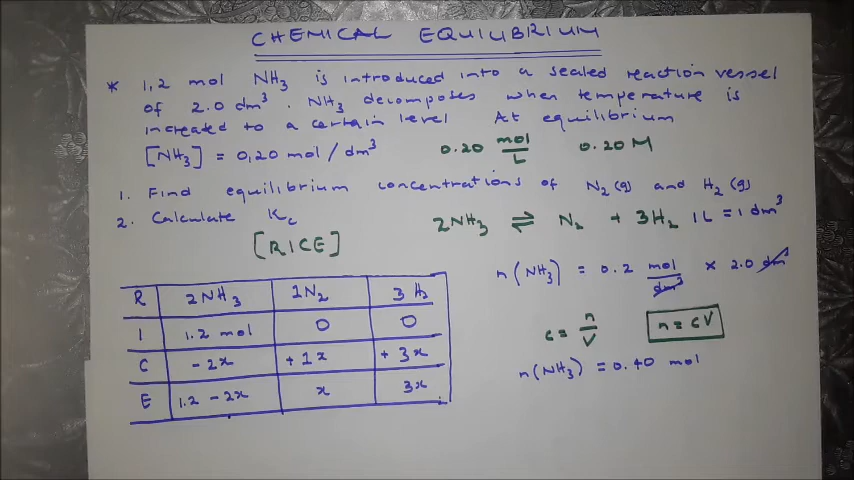 CHEMICAL EQUILIBRIUM
* 1,2 mol NH3 is introduced into a sealed reaction vessel
of 2.0 dm³. NH3 decomposes when temperature is
increased to a certain level At equilibrium
[NH3] = 0,20 mol/dm³ 0.20 mol/L 0.20 M
1. Find equilibrium concentrations of N2(g) and H2(g)
2. Calculate Kc 2NH3 ⇌ N2 + 3H2 1L = 1 dm³
[RICE]
n(NH3) = 0.2 mol/dm³ × 2.0 dm³
R 2NH3 1N2 3H2
I 1.2 mol 0 0
C -2x +1x +3x
E 1.2 - 2x x 3x
c = n/V n = cV
n(NH3) = 0.40 mol